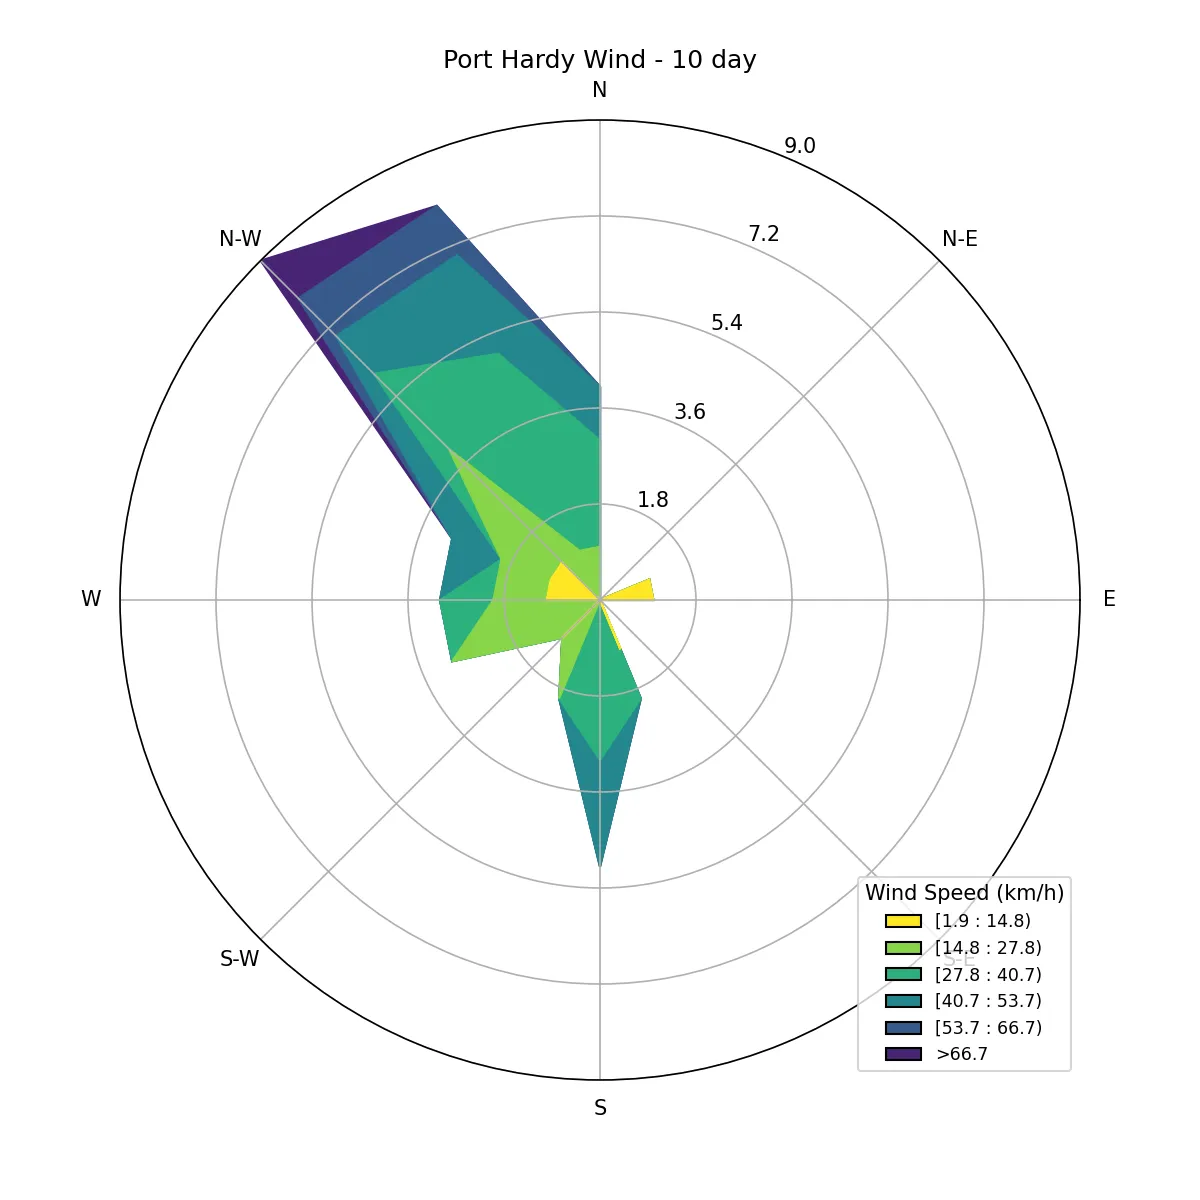 Port Hardy Wind - 10 day
N
9.0
N-W
N-E
7.2
5.4
3.6
1.8
W
E
S-W
S-E
S
Wind Speed (km/h)
[1.9 : 14.8)
[14.8 : 27.8)
[27.8 : 40.7)
[40.7 : 53.7)
[53.7 : 66.7)
>66.7